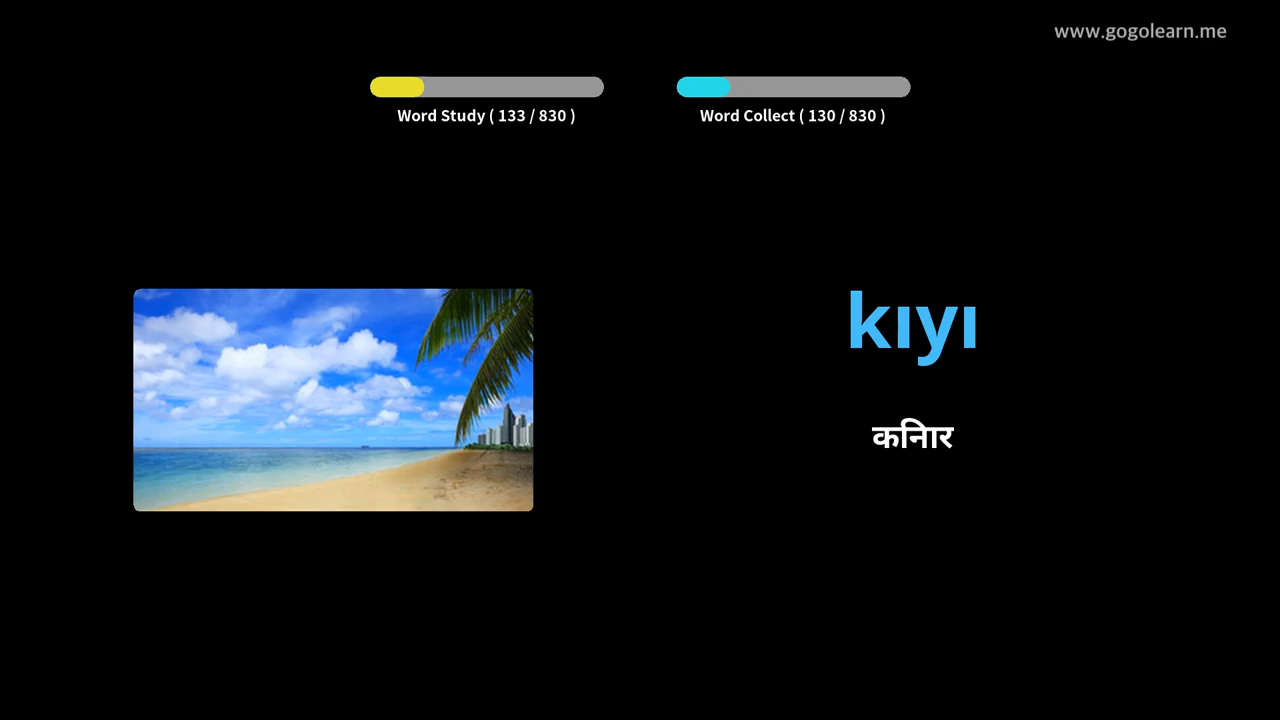 www.gogolearn.me
Word Study ( 133 / 830 )
Word Collect ( 130 / 830 )
kıyı
कनिार